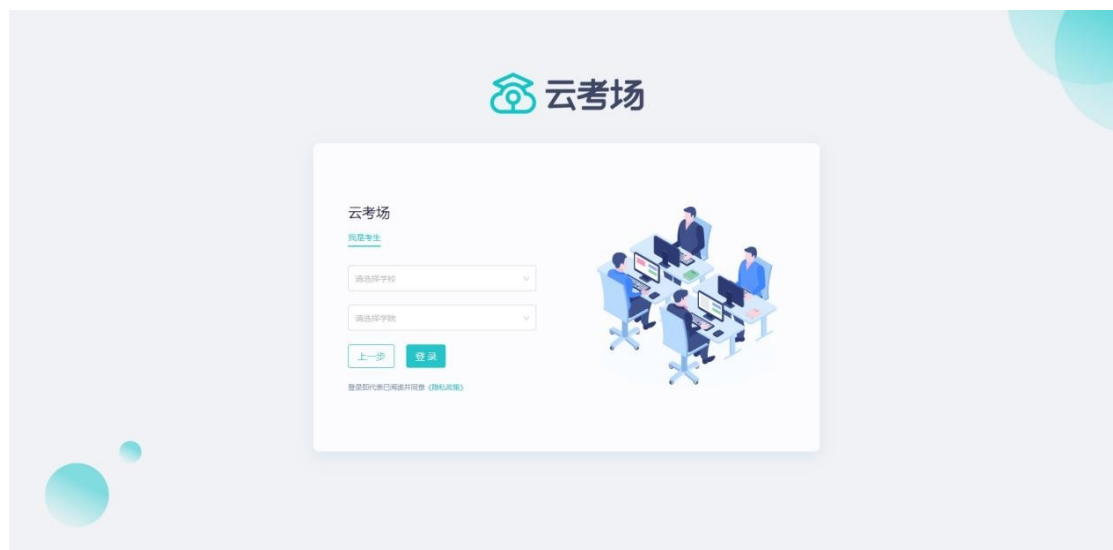 云考场
云考场
我是考生
请选择学校
请选择学院
上一步
登录
登录即代表已阅读并同意《隐私政策》